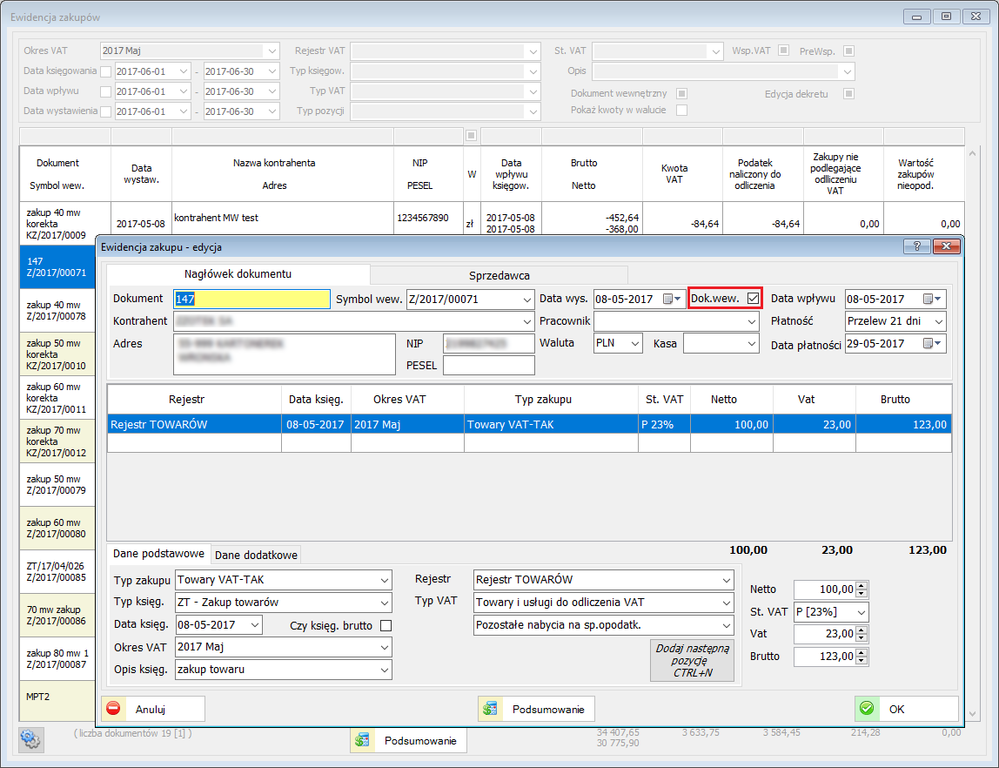 Ewidencja zakupów
Okres VAT 2017 Maj Rejestr VAT St. VAT Wsp.VAT PreWsp.
Data księgowania 2017-06-01 - 2017-06-30 Typ księgow. Opis
Data wpływu 2017-06-01 - 2017-06-30 Typ VAT Dokument wewnętrzny Edycja dekretu
Data wystawienia 2017-06-01 - 2017-06-30 Typ pozycji Pokaż kwoty w walucie
Dokument
Symbol wew.
Data
wystaw.
Nazwa kontrahenta
Adres
NIP
PESEL
W
Data
wpływu
księgow.
Brutto
Netto
Kwota
VAT
Podatek
naliczony do
odliczenia
Zakupy nie
podlegające
odlliczeniu
VAT
Wartość
zakupów
nieopod.
zakup 40 mw
korekta
KZ/2017/0009
2017-05-08
kontrahent MW test
1234567890
zł
2017-05-08
2017-05-08
-452,64
-368,00
-84,64
-84,64
0,00
0,00
147
Z/2017/00071
zakup 40 mw
Z/2017/00078
zakup 50 mw
korekta
KZ/2017/0010
zakup 60 mw
korekta
KZ/2017/0011
zakup 70 mw
korekta
KZ/2017/0012
zakup 50 mw
Z/2017/00079
zakup 60 mw
Z/2017/00080
ZT/17/04/026
Z/2017/00085
70 mw zakup
Z/2017/00086
zakup 80 mw 1
Z/2017/00087
MPT2
Ewidencja zakupu - edycja
?
Nagłówek dokumentu Sprzedawca
Dokument 147 Symbol wew. Z/2017/00071 Data wys. 08-05-2017 Dok.wew. Data wpływu 08-05-2017
Kontrahent Pracownik Płatność Przelew 21 dni
Adres NIP Waluta PLN Kasa Data płatności 29-05-2017
PESEL
Rejestr Data księg. Okres VAT Typ zakupu St. VAT Netto Vat Brutto
Rejestr TOWARÓW 08-05-2017 2017 Maj Towary VAT-TAK P 23% 100,00 23,00 123,00
100,00 23,00 123,00
Dane podstawowe Dane dodatkowe
Typ zakupu Towary VAT-TAK Rejestr Rejestr TOWARÓW
Typ księg. ZT - Zakup towarów Typ VAT Towary i usługi do odliczenia VAT
Data księg. 08-05-2017 Czy księg. brutto Pozostałe nabycia na sp.opodatk.
Okres VAT 2017 Maj
Opis księg. zakup towaru
Dodaj następną
pozycję
CTRL+N
Netto 100,00
St. VAT P [23%]
Vat 23,00
Brutto 123,00
Anuluj Podsumowanie OK
( liczba dokumentów 19 [1] ) Podsumowanie
34 407,65 3 633,75 3 584,45 214,28 0,00
30 775,90